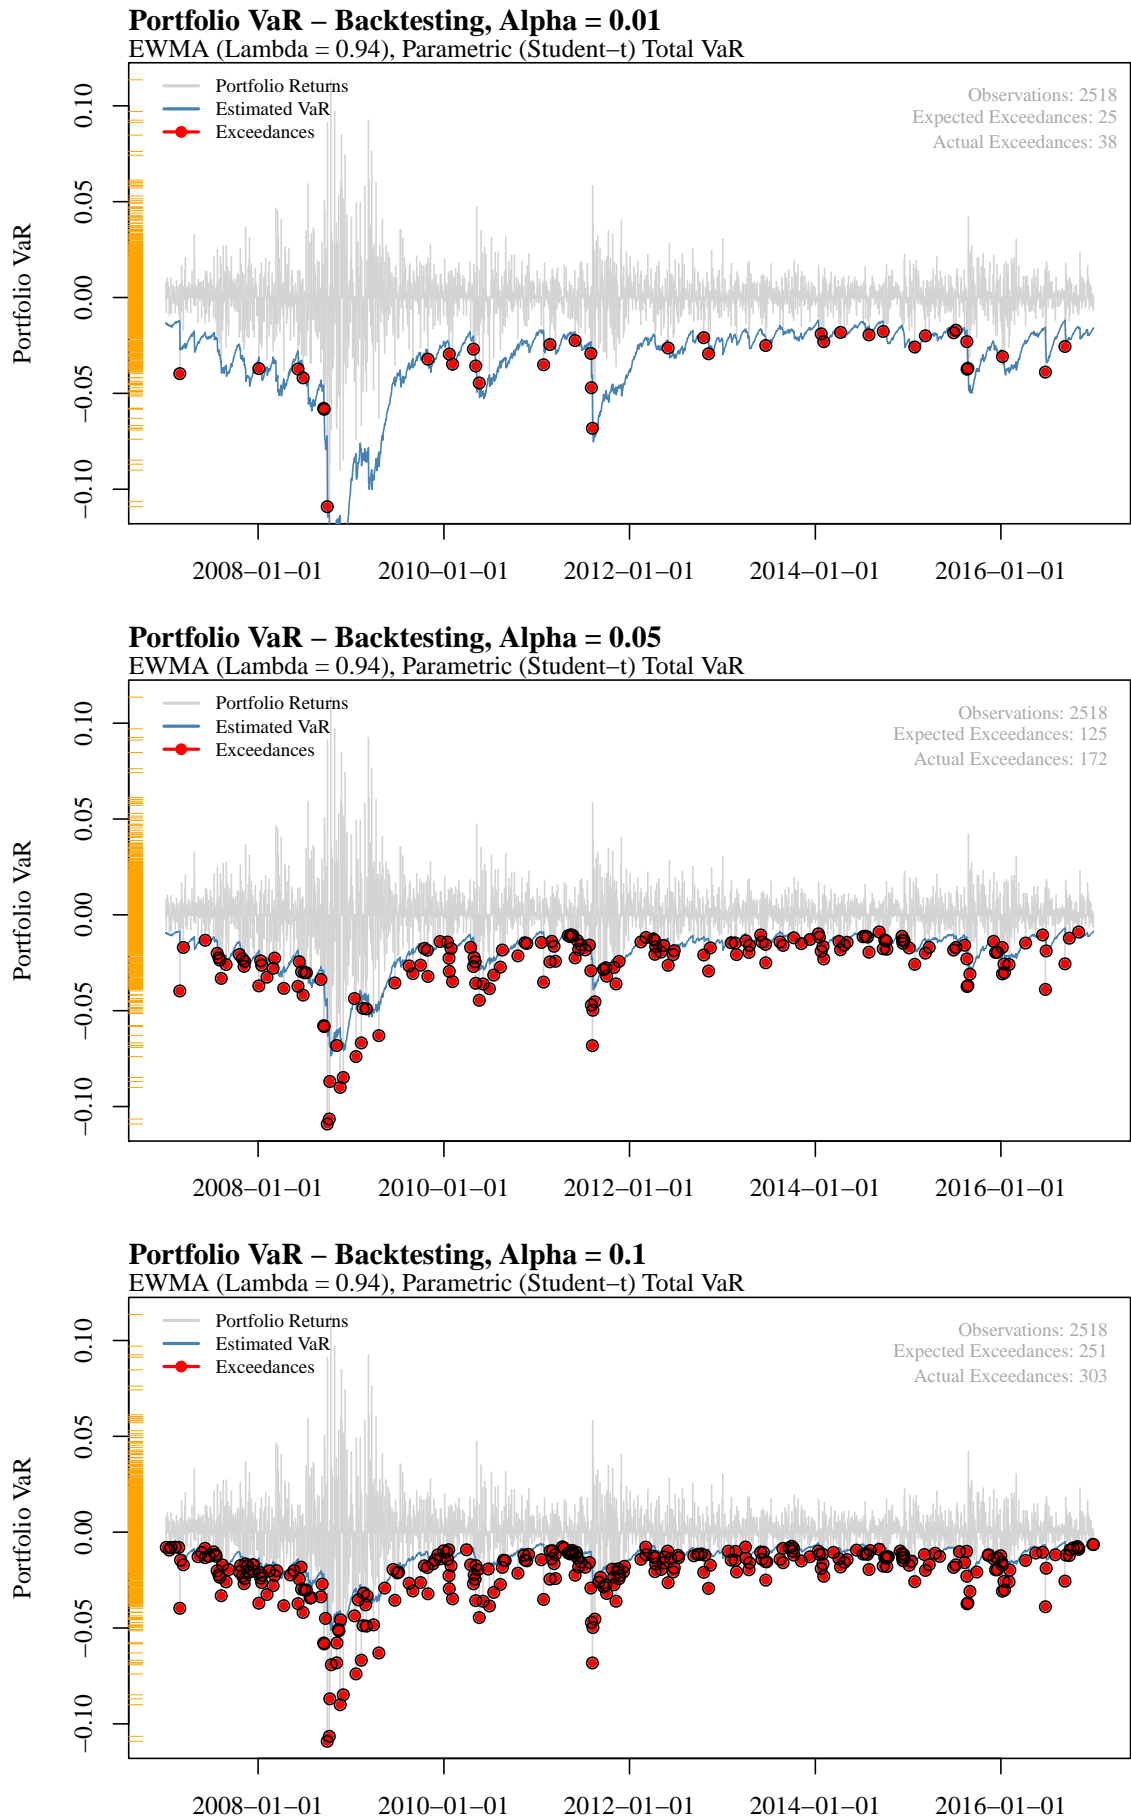 Portfolio VaR – Backtesting, Alpha = 0.01
EWMA (Lambda = 0.94), Parametric (Student−t) Total VaR
Portfolio Returns
Estimated VaR
Exceedances
Observations: 2518
Expected Exceedances: 25
Actual Exceedances: 38
Portfolio VaR
0.10
0.05
0.00
−0.05
−0.10
2008−01−01 2010−01−01 2012−01−01 2014−01−01 2016−01−01
Portfolio VaR – Backtesting, Alpha = 0.05
EWMA (Lambda = 0.94), Parametric (Student−t) Total VaR
Portfolio Returns
Estimated VaR
Exceedances
Observations: 2518
Expected Exceedances: 125
Actual Exceedances: 172
Portfolio VaR
0.10
0.05
0.00
−0.05
−0.10
2008−01−01 2010−01−01 2012−01−01 2014−01−01 2016−01−01
Portfolio VaR – Backtesting, Alpha = 0.1
EWMA (Lambda = 0.94), Parametric (Student−t) Total VaR
Portfolio Returns
Estimated VaR
Exceedances
Observations: 2518
Expected Exceedances: 251
Actual Exceedances: 303
Portfolio VaR
0.10
0.05
0.00
−0.05
−0.10
2008−01−01 2010−01−01 2012−01−01 2014−01−01 2016−01−01